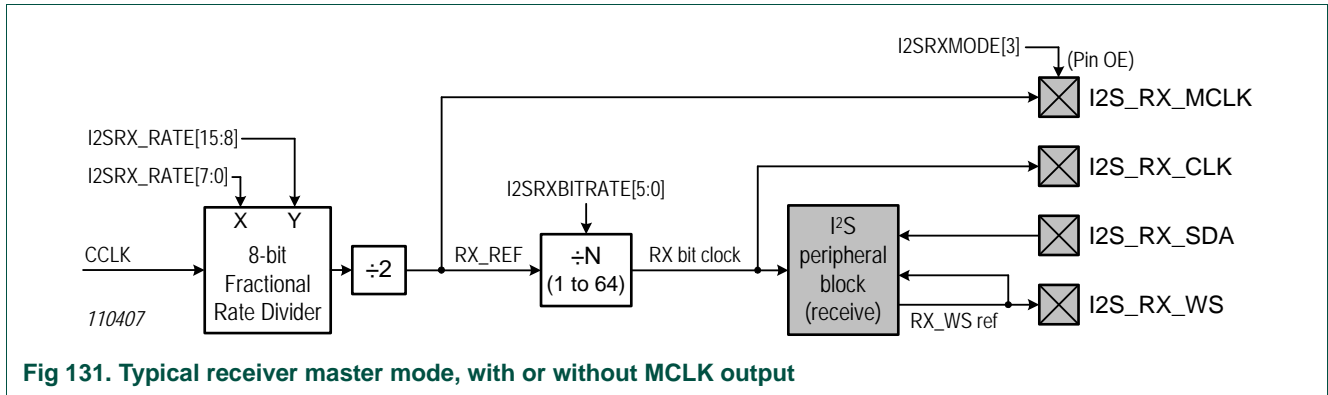 I2SRXMODE[3]
(Pin OE)
I2S_RX_MCLK
I2SRX_RATE[15:8]
I2SRX_RATE[7:0]
I2S_RX_CLK
I2SRXBITRATE[5:0]
X Y
8-bit
Fractional
Rate Divider
CCLK
÷2
RX_REF
÷N
(1 to 64)
RX bit clock
I²S
peripheral
block
(receive)
I2S_RX_SDA
RX_WS ref
I2S_RX_WS
110407
Fig 131. Typical receiver master mode, with or without MCLK output